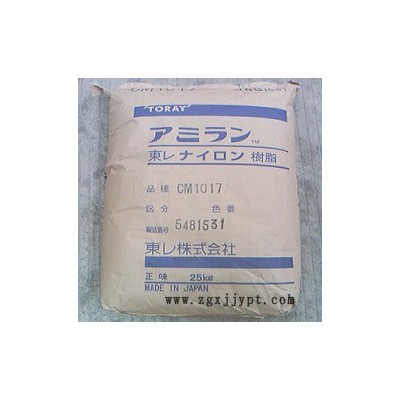 CM1017
TORAY
アミラン™
東レナイロン樹脂
品種 CM1017
区分 色番
製造番号 5481531
東レ株式会社
正味 25kg
www.zgxjjypt.com
MADE IN JAPAN